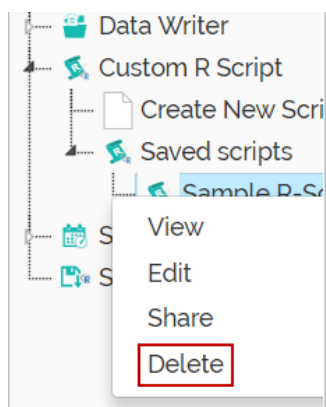 Data Writer
Custom R Script
Create New Scri
Saved scripts
Sample R-Sc
S
View
Edit
S
Share
Delete